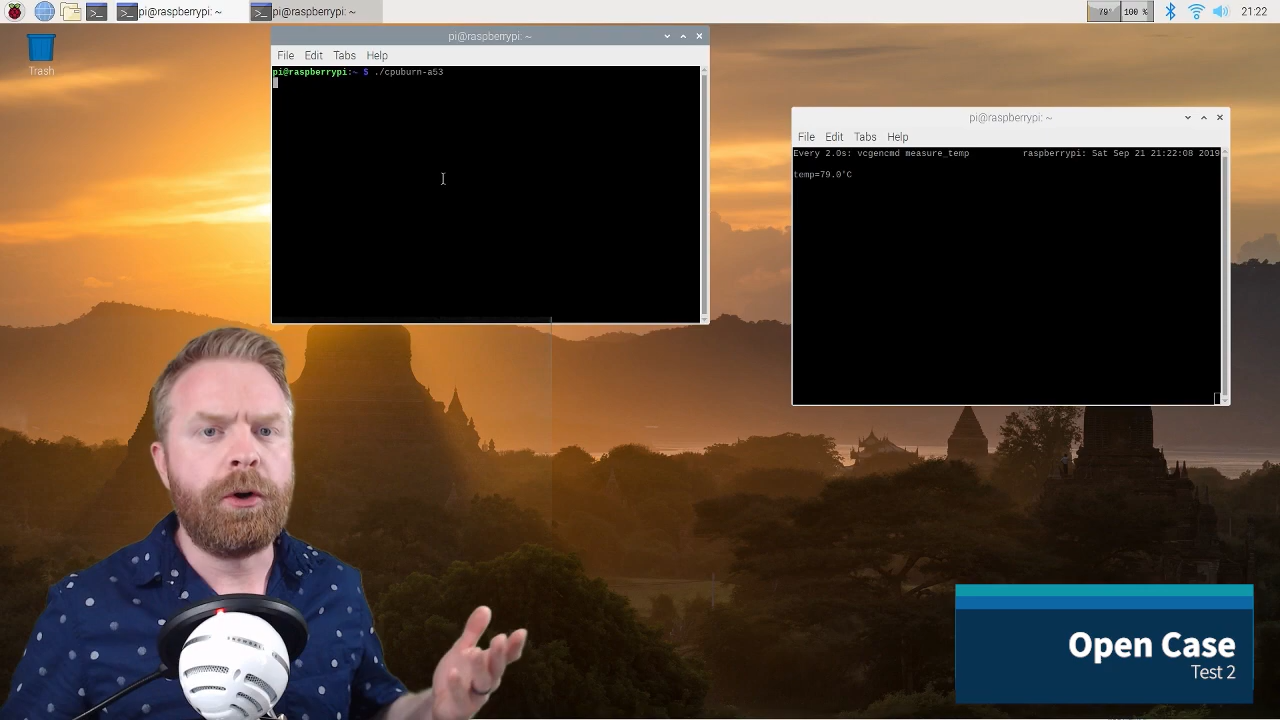 pi@raspberrypi: ~
pi@raspberrypi: ~
79°
100 %
21:22
Trash
pi@raspberrypi: ~
File Edit Tabs Help
pi@raspberrypi:~ $ ./cpuburn-a53
pi@raspberrypi: ~
File Edit Tabs Help
Every 2.0s: vcgencmd measure_temp raspberrypi: Sat Sep 21 21:22:08 2019
temp=79.0'C
Open Case
Test 2